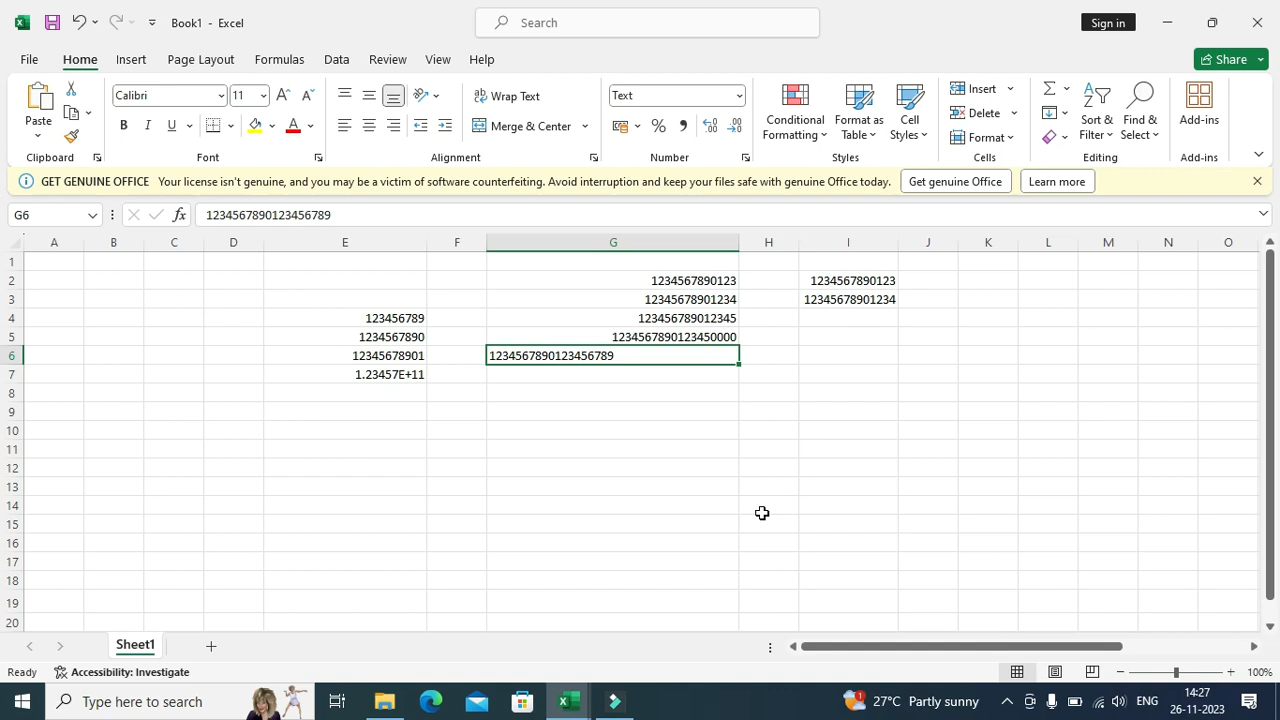 Book1 - Excel
Search
Sign in
File Home Insert Page Layout Formulas Data Review View Help
Share
Paste
Calibri 11
B I U A
ab Wrap Text
Merge & Center
Text
% ,
Conditional Formatting
Format as Table
Cell Styles
Insert
Delete
Format
Sort & Filter
Find & Select
Add-ins
Clipboard Font Alignment Number Styles Cells Editing Add-ins
GET GENUINE OFFICE Your license isn't genuine, and you may be a victim of software counterfeiting. Avoid interruption and keep your files safe with genuine Office today. Get genuine Office Learn more
G6 fx 1234567890123456789
A B C D E F G H I J K L M N O
1
2 1234567890123 1234567890123
3 12345678901234 12345678901234
4 123456789 123456789012345
5 1234567890 1234567890123450000
6 12345678901 1234567890123456789
7 1.23457E+11
8
9
10
11
12
13
14
15
16
17
18
19
20
Sheet1
Ready Accessibility: Investigate 100%
Type here to search 27°C Partly sunny ENG 14:27
26-11-2023